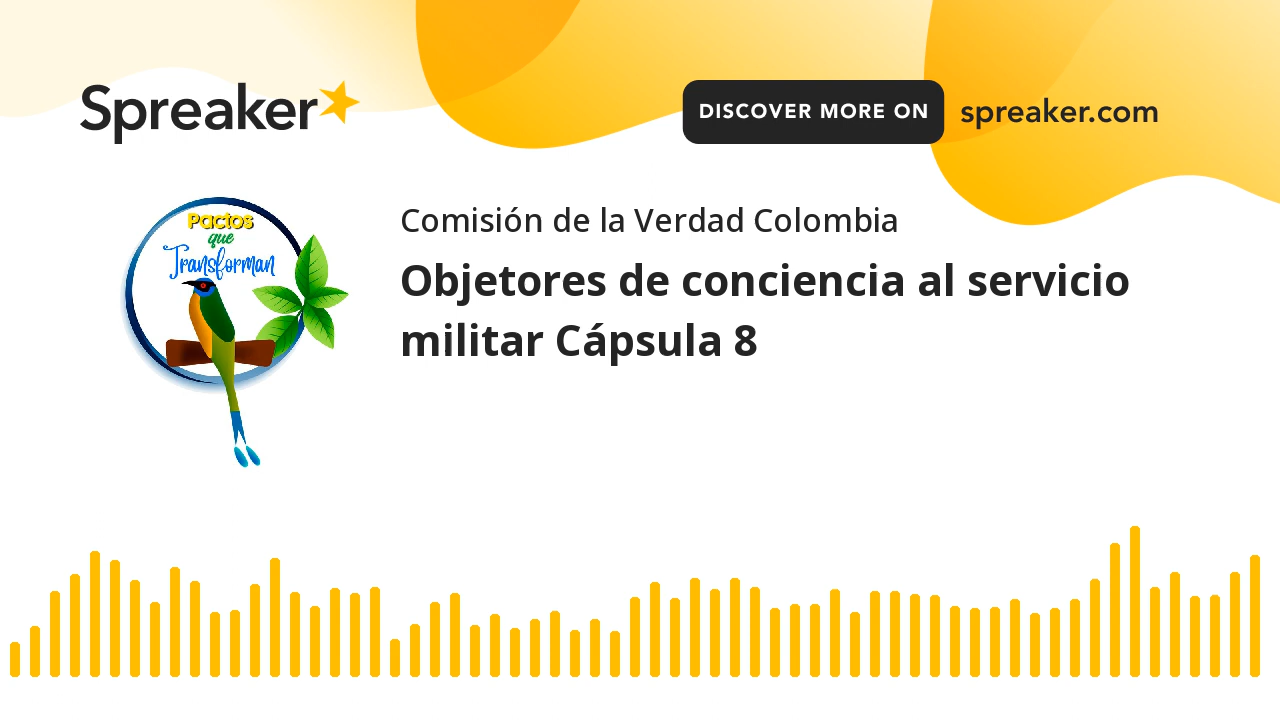 Spreaker
DISCOVER MORE ON spreaker.com
Pactos
que
Transforman
Comisión de la Verdad Colombia
Objetores de conciencia al servicio
militar Cápsula 8